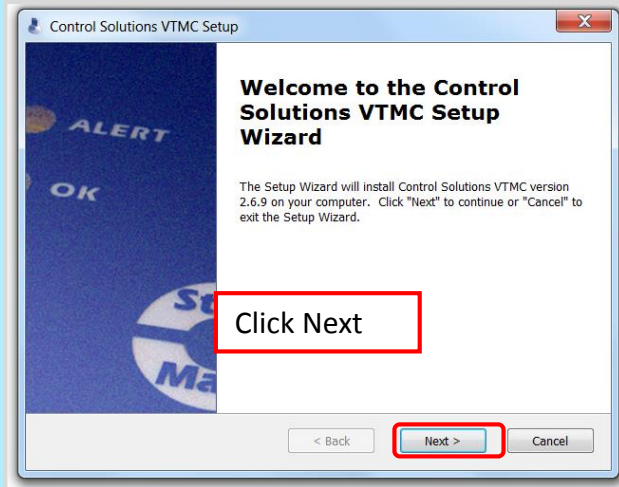 Control Solutions VTMC Setup
ALERT
OK
Welcome to the Control
Solutions VTMC Setup
Wizard
The Setup Wizard will install Control Solutions VTMC version
2.6.9 on your computer. Click "Next" to continue or "Cancel" to
exit the Setup Wizard.
Click Next
< Back
Next >
Cancel